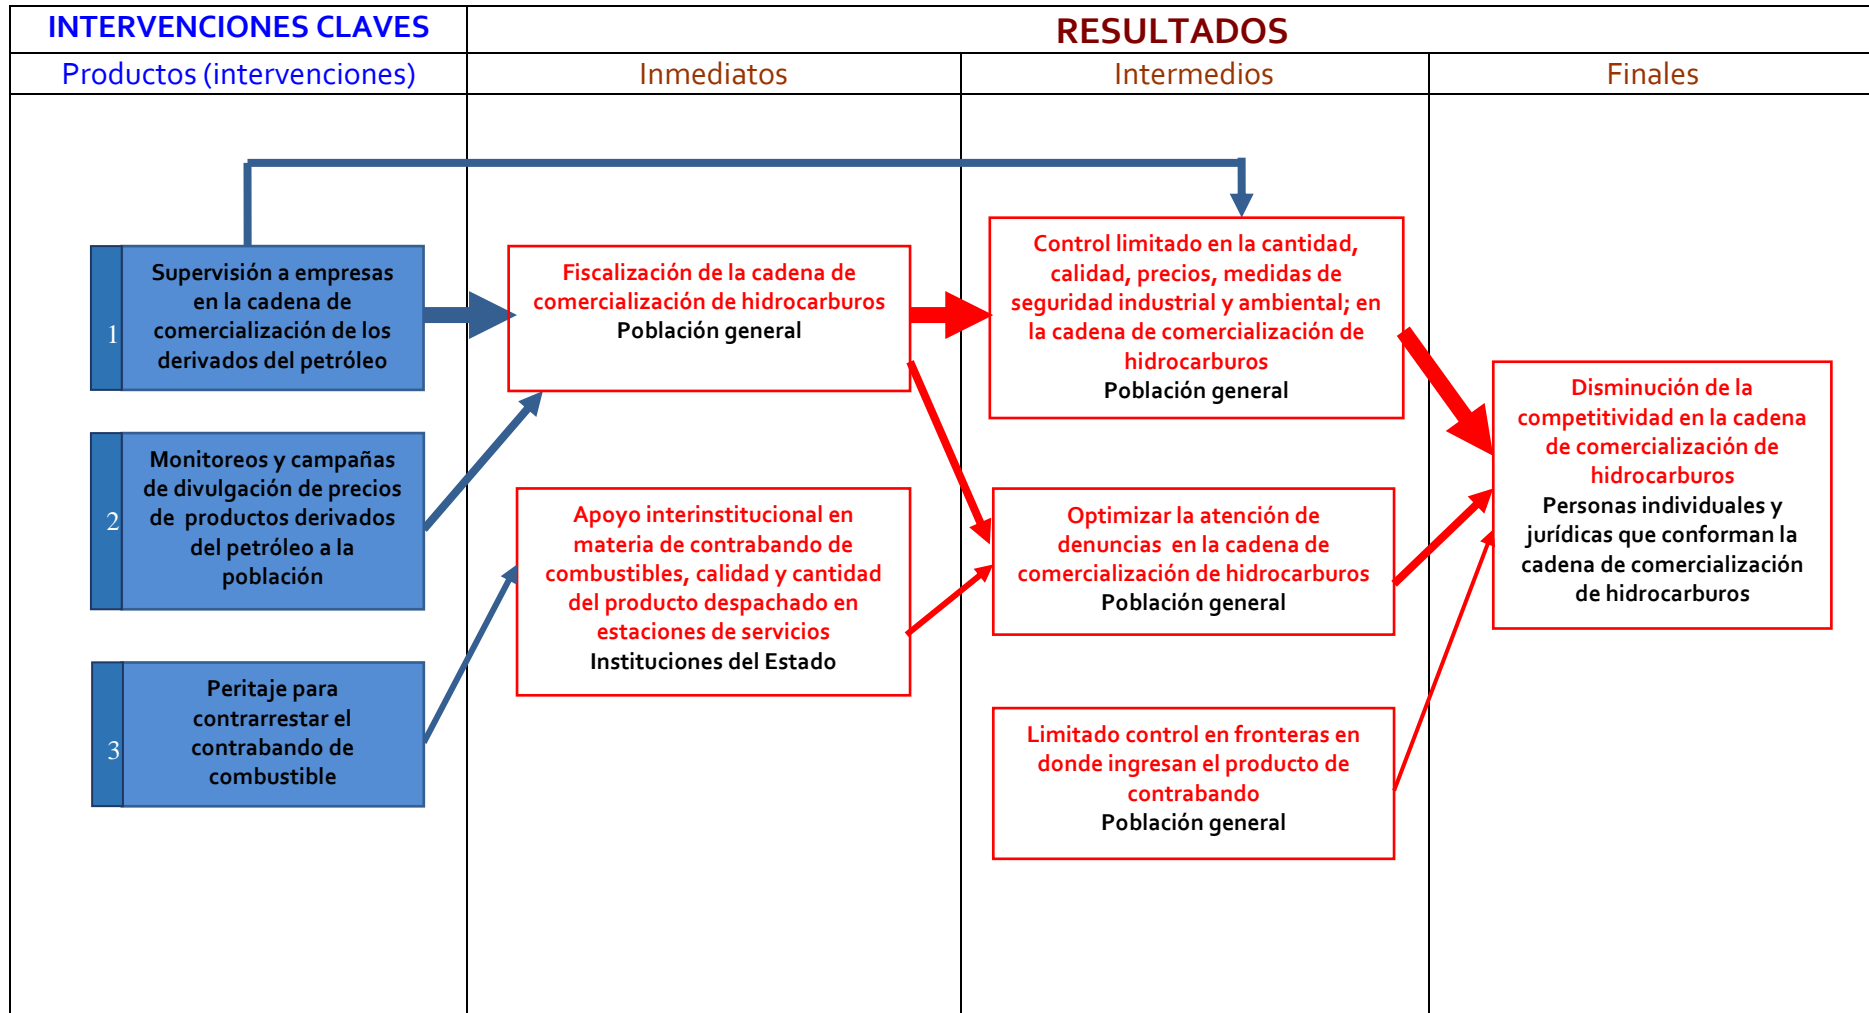 INTERVENCIONES CLAVES
RESULTADOS
Productos (intervenciones)
Inmediatos
Intermedios
Finales
1
Supervisión a empresas
en la cadena de
comercialización de los
derivados del petróleo
2
Monitoreos y campañas
de divulgación de precios
de productos derivados
del petróleo a la
población
3
Peritaje para
contrarrestar el
contrabando de
combustible
Fiscalización de la cadena de
comercialización de hidrocarburos
Población general
Apoyo interinstitucional en
materia de contrabando de
combustibles, calidad y cantidad
del producto despachado en
estaciones de servicios
Instituciones del Estado
Control limitado en la cantidad,
calidad, precios, medidas de
seguridad industrial y ambiental; en
la cadena de comercialización de
hidrocarburos
Población general
Optimizar la atención de
denuncias en la cadena de
comercialización de hidrocarburos
Población general
Limitado control en fronteras en
donde ingresan el producto de
contrabando
Población general
Disminución de la
competitividad en la cadena
de comercialización de
hidrocarburos
Personas individuales y
jurídicas que conforman la
cadena de comercialización
de hidrocarburos